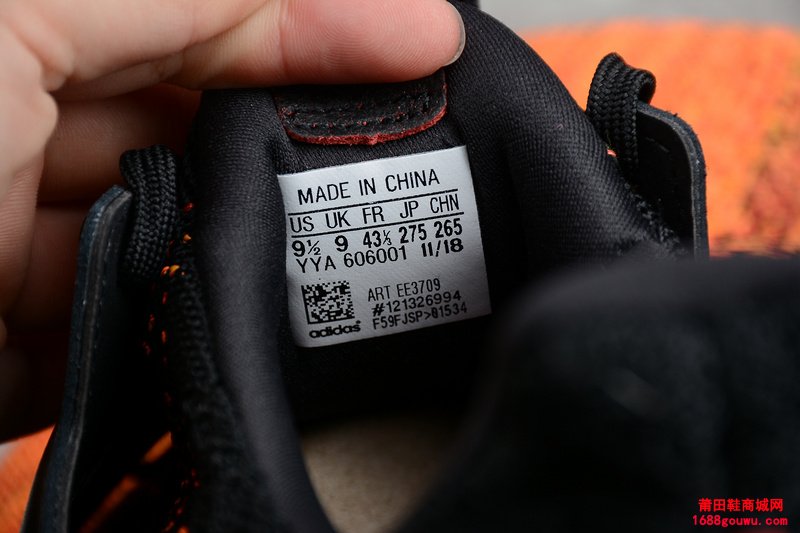 MADE IN CHINA
US UK FR JP CHN
9½ 9 43⅓ 275 265
YYA 606001 11/18
ART EE3709
#121326994
F59FJSP>81534
adidas
莆田鞋商城网
1688gouwu.com